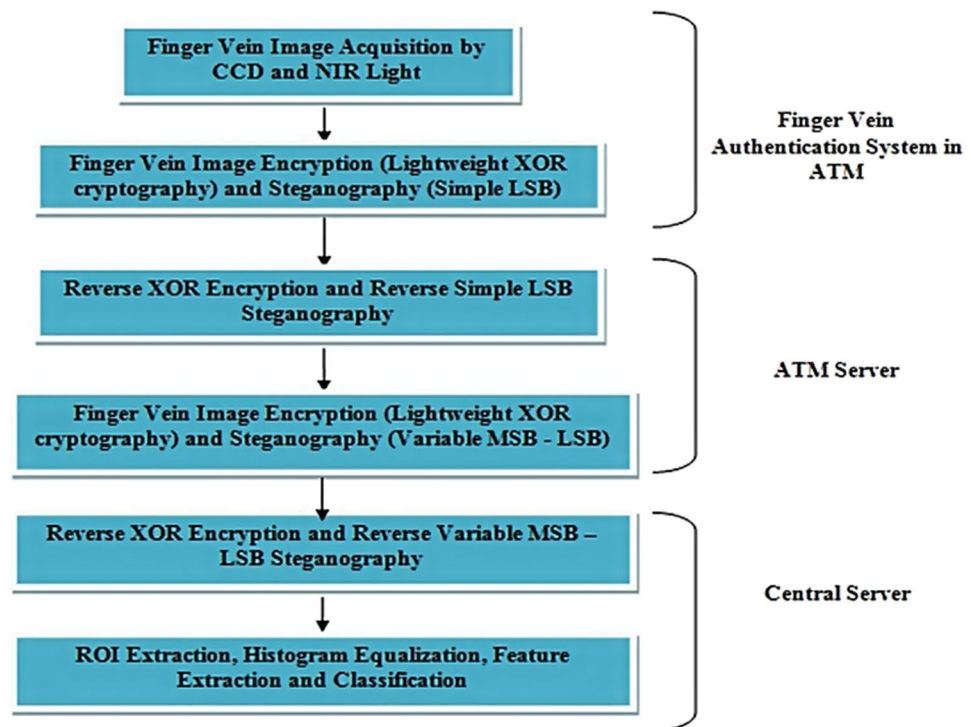 Finger Vein Image Acquisition by
CCD and NIR Light
Finger Vein Image Encryption (Lightweight XOR
cryptography) and Steganography (Simple LSB)
Finger Vein
Authentication System in
ATM
Reverse XOR Encryption and Reverse Simple LSB
Steganography
Finger Vein Image Encryption (Lightweight XOR
cryptography) and Steganography (Variable MSB - LSB)
ATM Server
Reverse XOR Encryption and Reverse Variable MSB –
LSB Steganography
ROI Extraction, Histogram Equalization, Feature
Extraction and Classification
Central Server